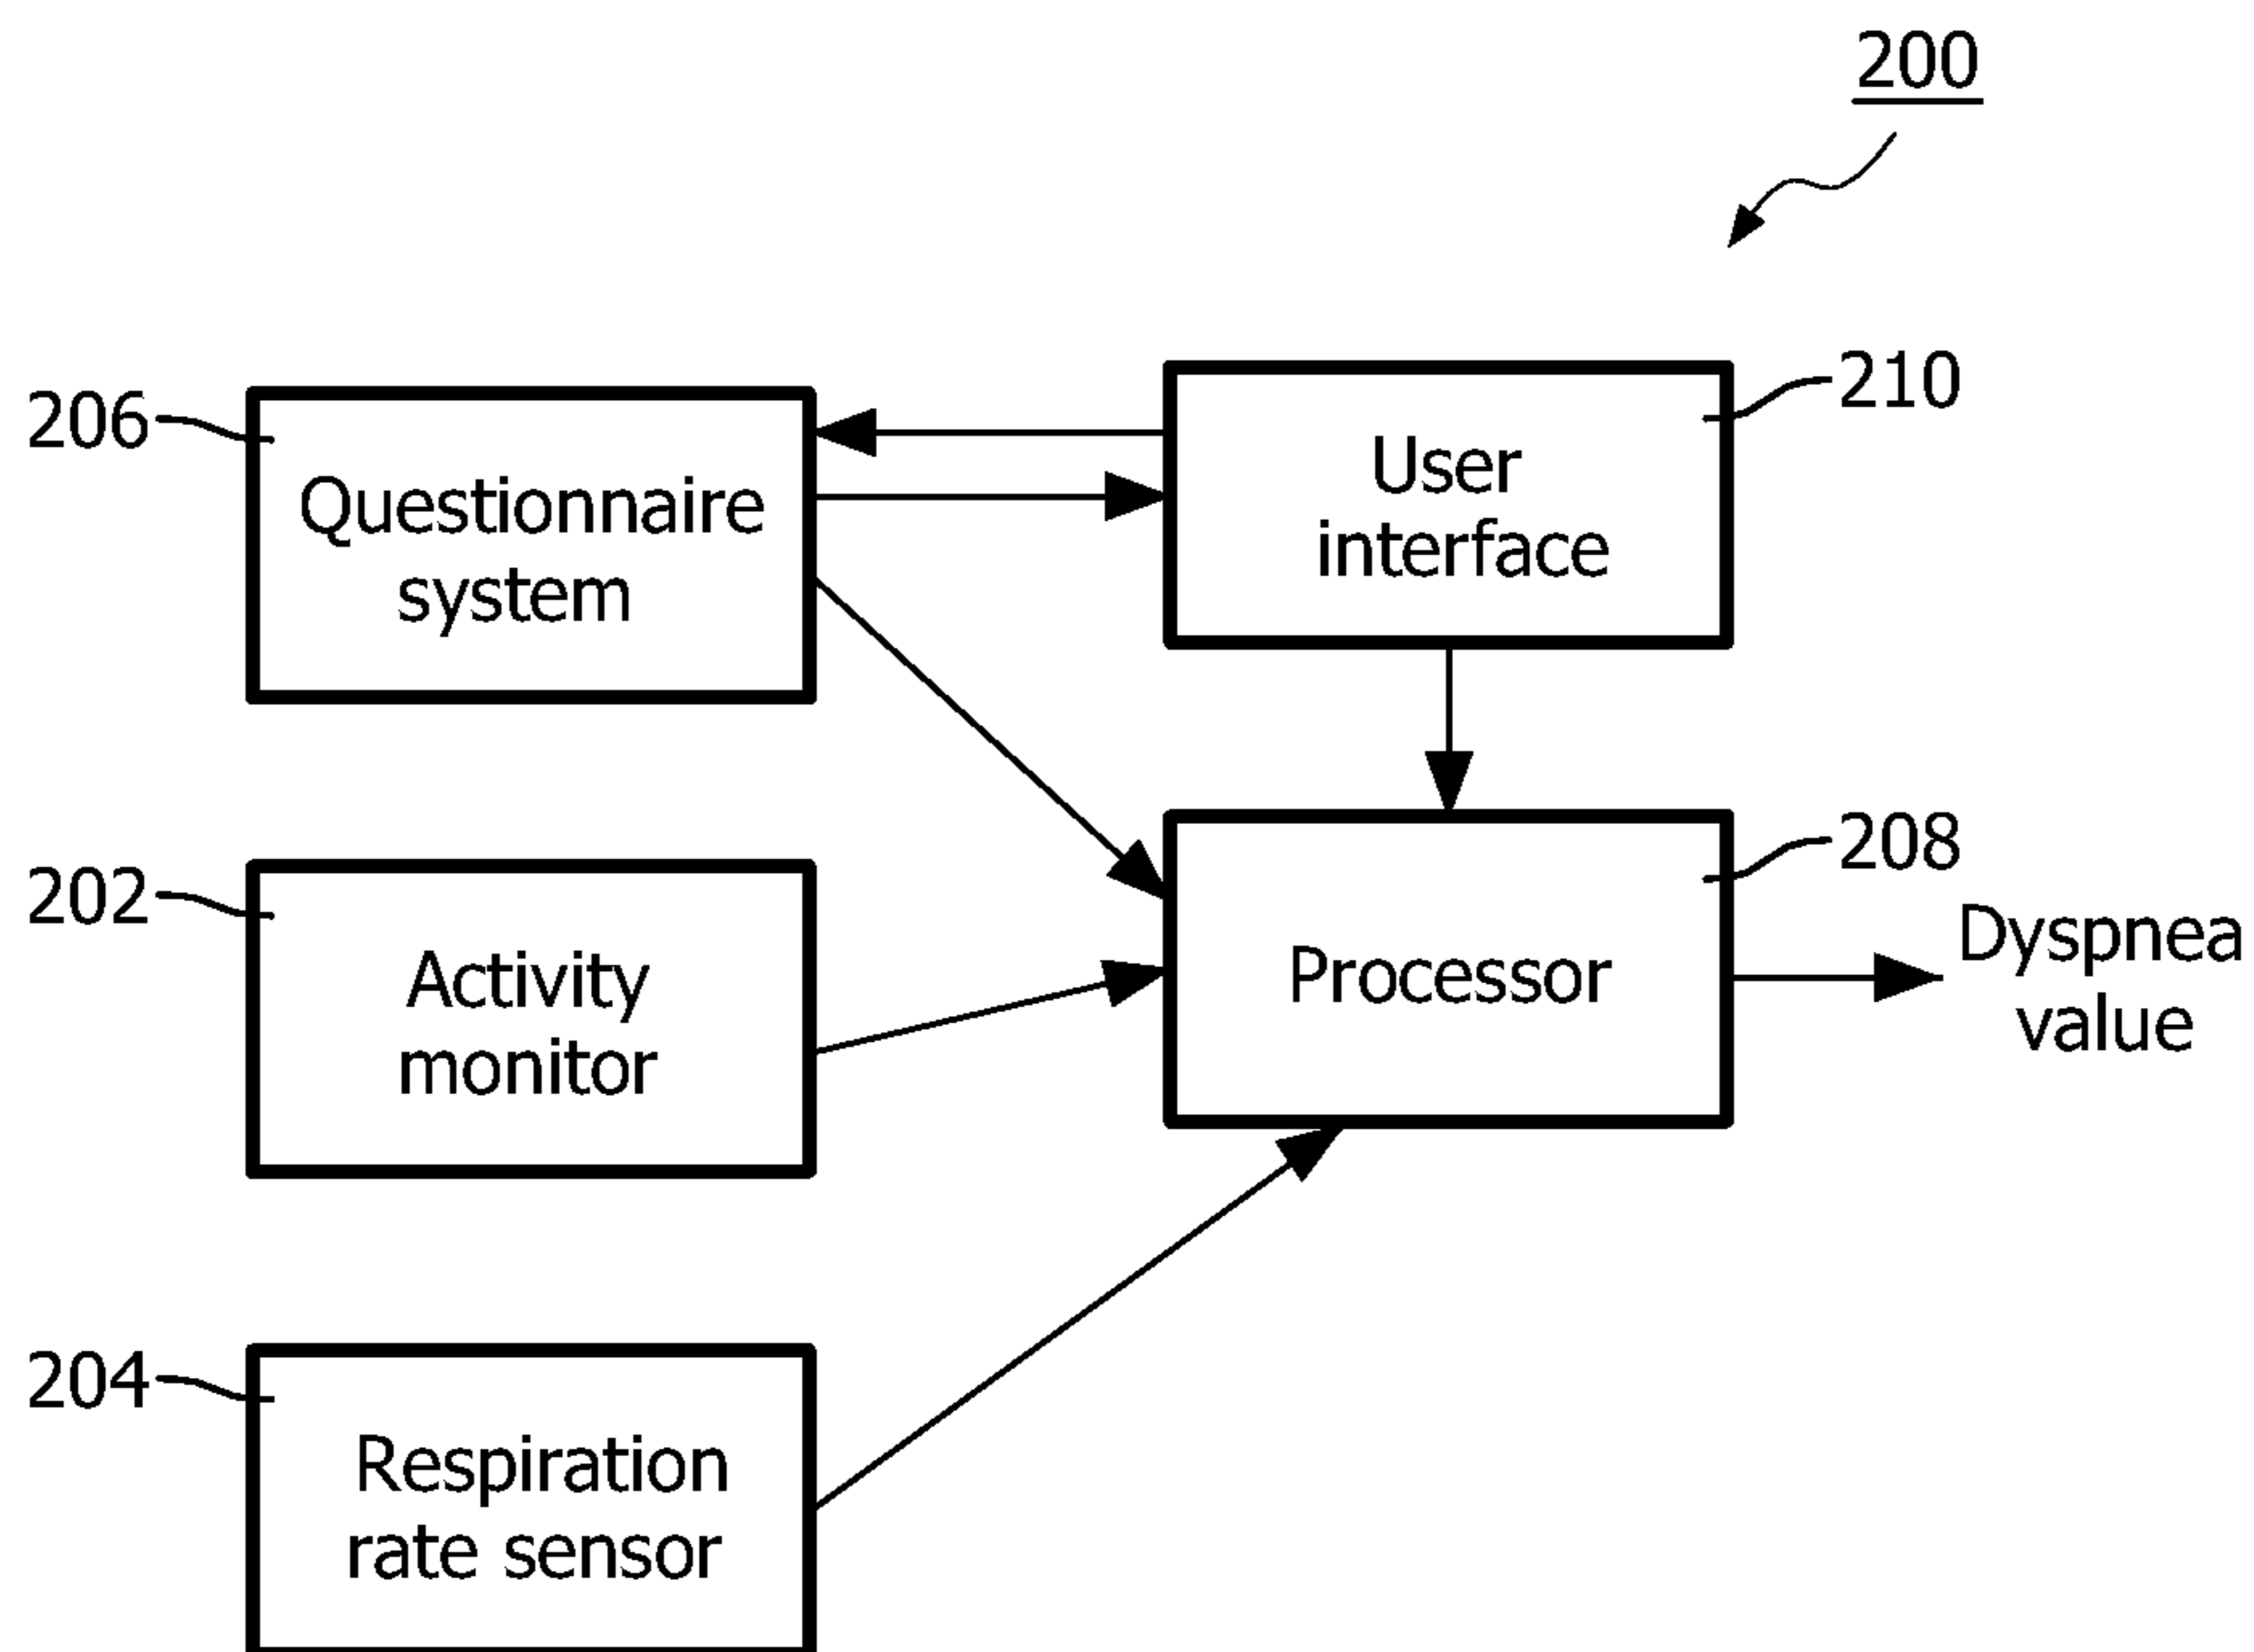 200
206
Questionnaire
system
User
interface
210
202
Activity
monitor
Processor
208
Dyspnea
value
204
Respiration
rate sensor